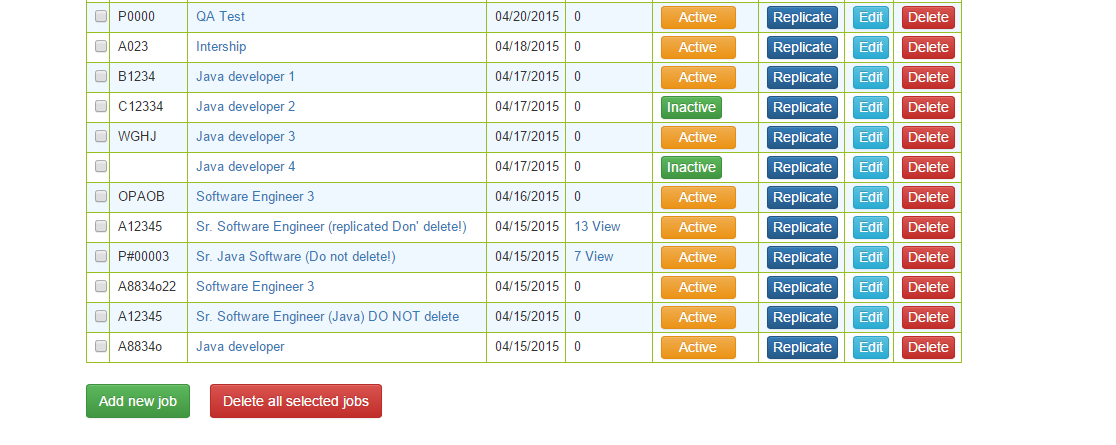 P0000 QA Test 04/20/2015 0 Active Replicate Edit Delete
A023 Intership 04/18/2015 0 Active Replicate Edit Delete
B1234 Java developer 1 04/17/2015 0 Active Replicate Edit Delete
C12334 Java developer 2 04/17/2015 0 Inactive Replicate Edit Delete
WGHJ Java developer 3 04/17/2015 0 Active Replicate Edit Delete
Java developer 4 04/17/2015 0 Inactive Replicate Edit Delete
OPAOB Software Engineer 3 04/16/2015 0 Active Replicate Edit Delete
A12345 Sr. Software Engineer (replicated Don' delete!) 04/15/2015 13 View Active Replicate Edit Delete
P#00003 Sr. Java Software (Do not delete!) 04/15/2015 7 View Active Replicate Edit Delete
A8834o22 Software Engineer 3 04/15/2015 0 Active Replicate Edit Delete
A12345 Sr. Software Engineer (Java) DO NOT delete 04/15/2015 0 Active Replicate Edit Delete
A8834o Java developer 04/15/2015 0 Active Replicate Edit Delete
Add new job Delete all selected jobs